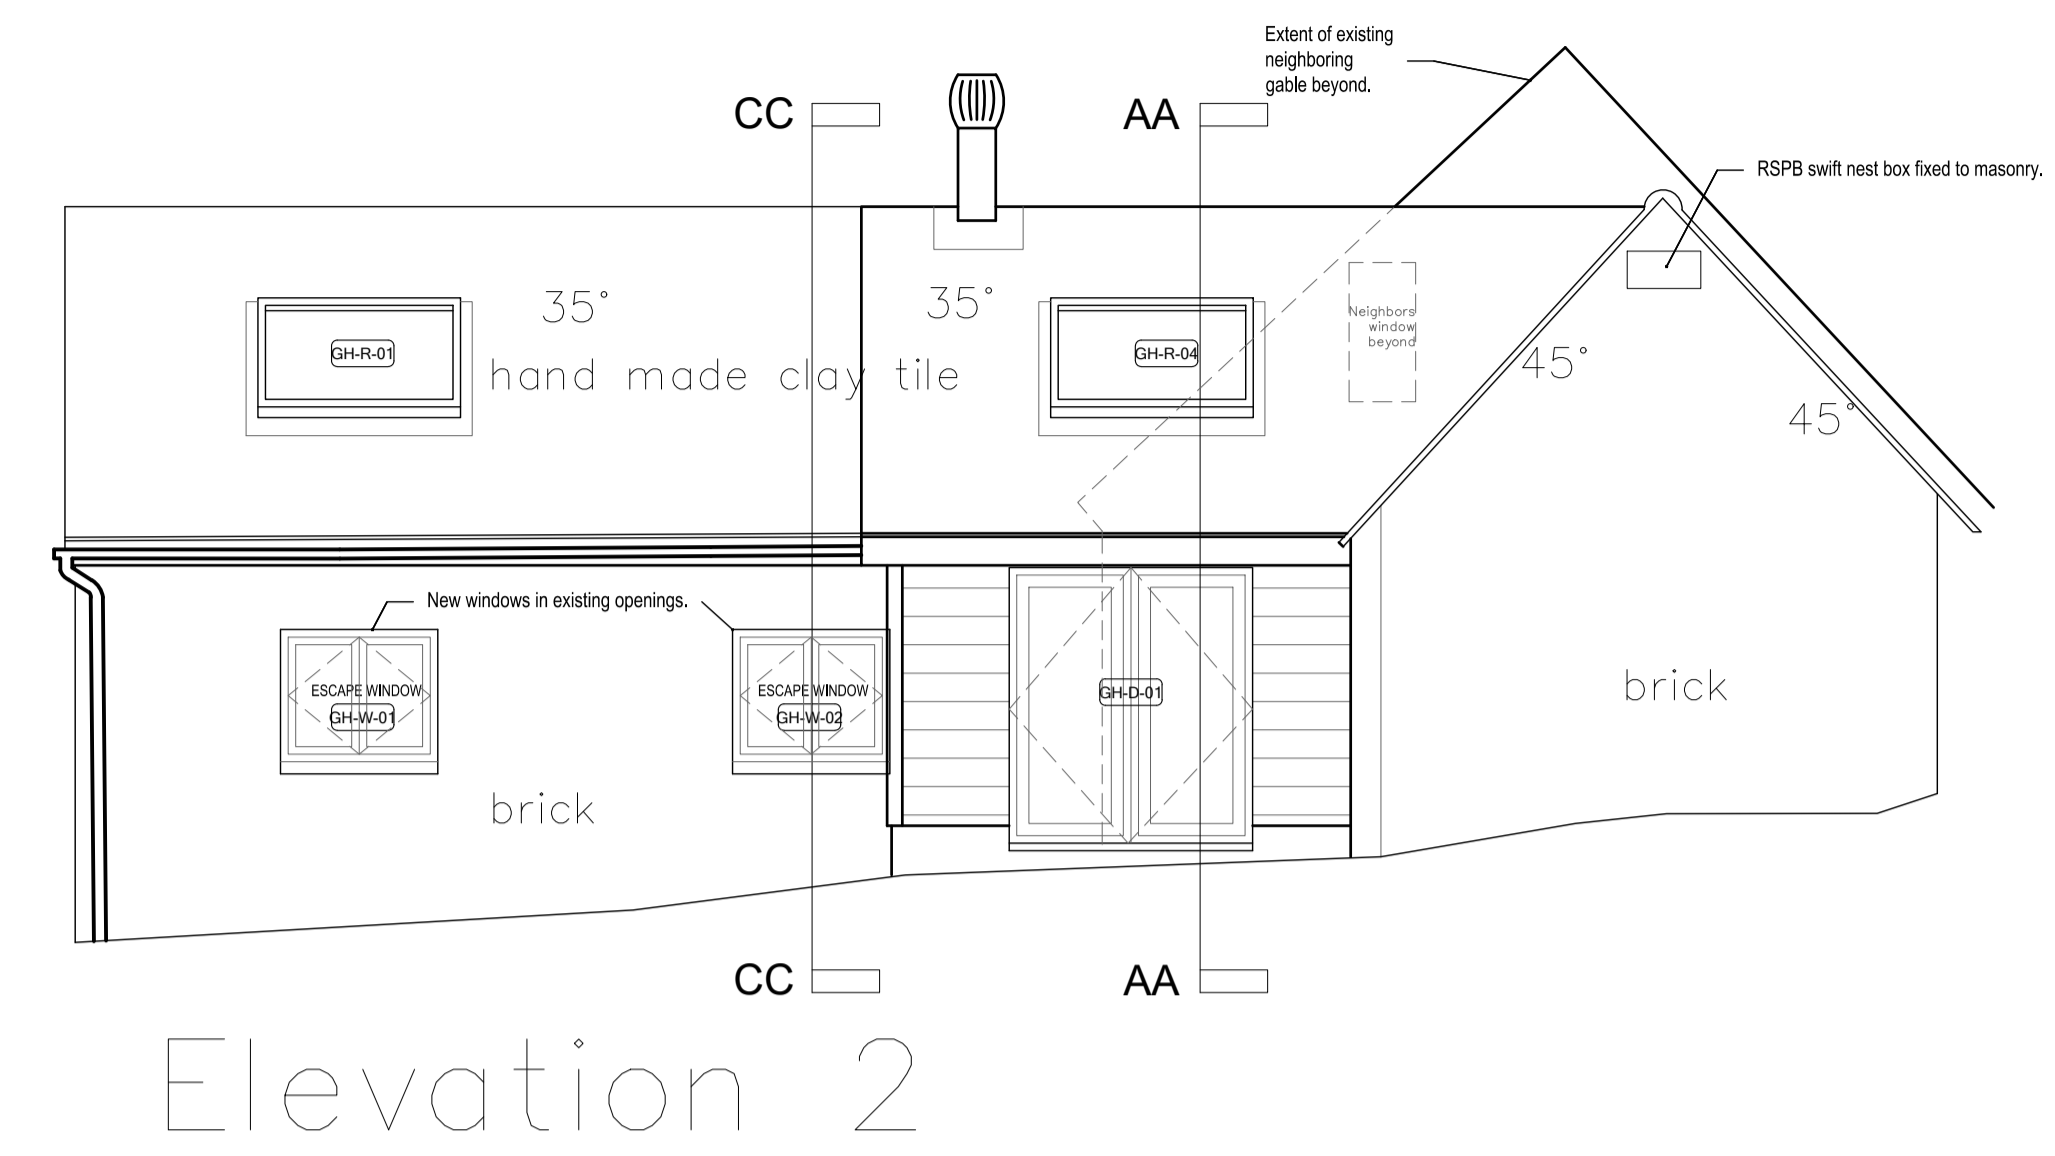 Extent of existing
neighboring
gable beyond.
CC
AA
RSPB swift nest box fixed to masonry.
35°
35°
Neighbors
window
beyond
GH-R-01
GH-R-04
45°
hand made clay tile
45°
New windows in existing openings.
ESCAPE WINDOW
GH-W-01
ESCAPE WINDOW
GH-W-02
GH-D-01
brick
brick
CC
AA
Elevation 2